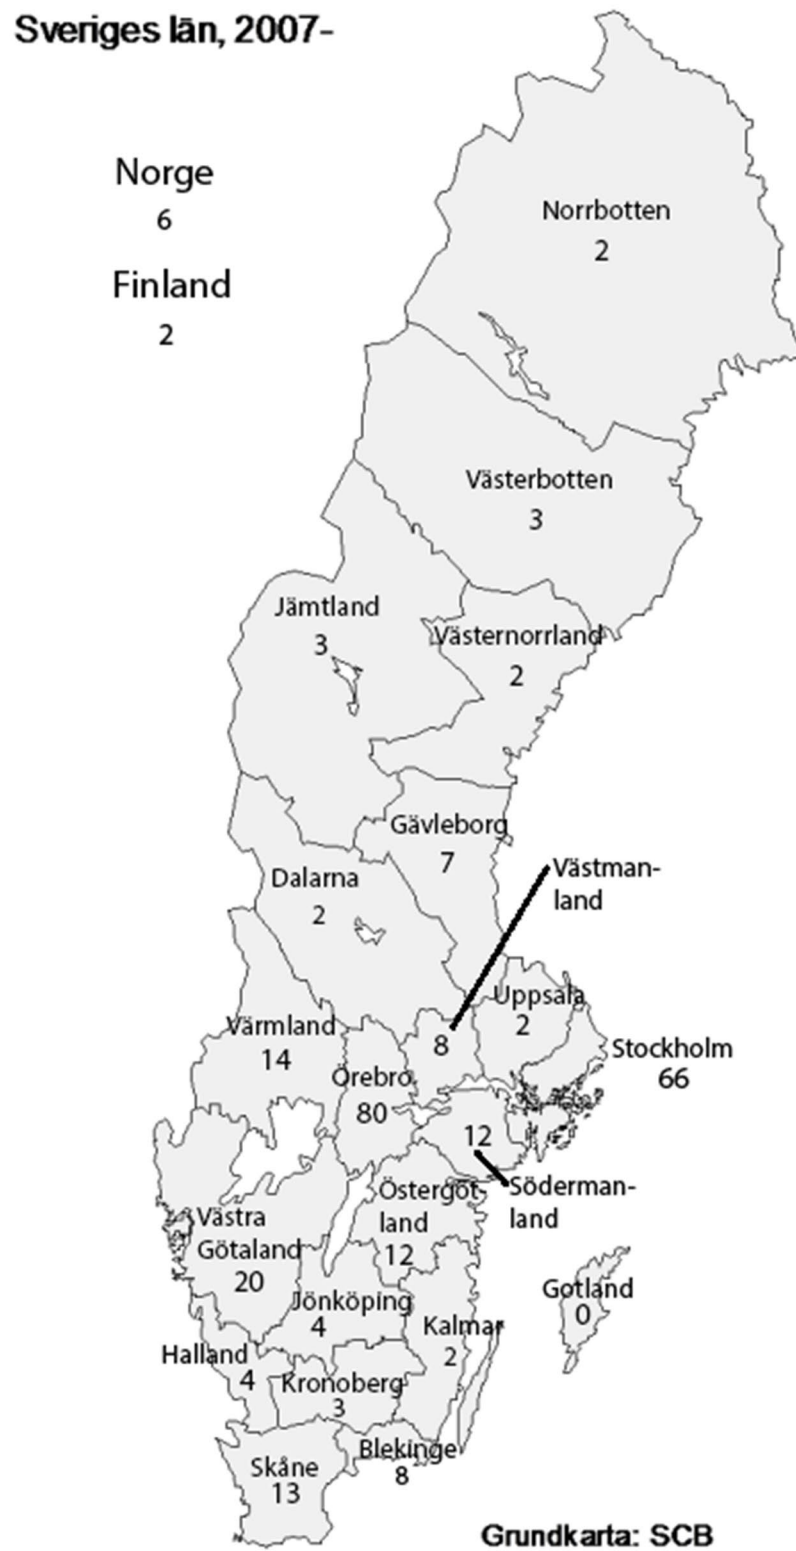 Sveriges län, 2007-
Norge
6
Finland
2
Norrbotten
2
Västerbotten
3
Jämtland
3
Västernorrland
2
Gävleborg
7
Dalarna
2
Västman-
land
8
Uppsala
2
Värmland
14
Stockholm
66
Örebro
80
12
Söderman-
land
Östergöt-
land
12
Västra
Götaland
20
Jönköping
4
Gotland
0
Kalmar
2
Halland
4
Kronoberg
3
Blekinge
8
Skåne
13
Grundkarta: SCB